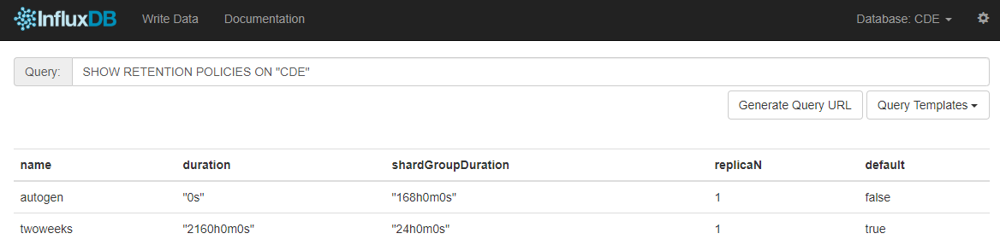 InfluxDB Write Data Documentation Database: CDE
Query: SHOW RETENTION POLICIES ON "CDE"
Generate Query URL Query Templates
name duration shardGroupDuration replicaN default
autogen "0s" "168h0m0s" 1 false
twoweeks "2160h0m0s" "24h0m0s" 1 true